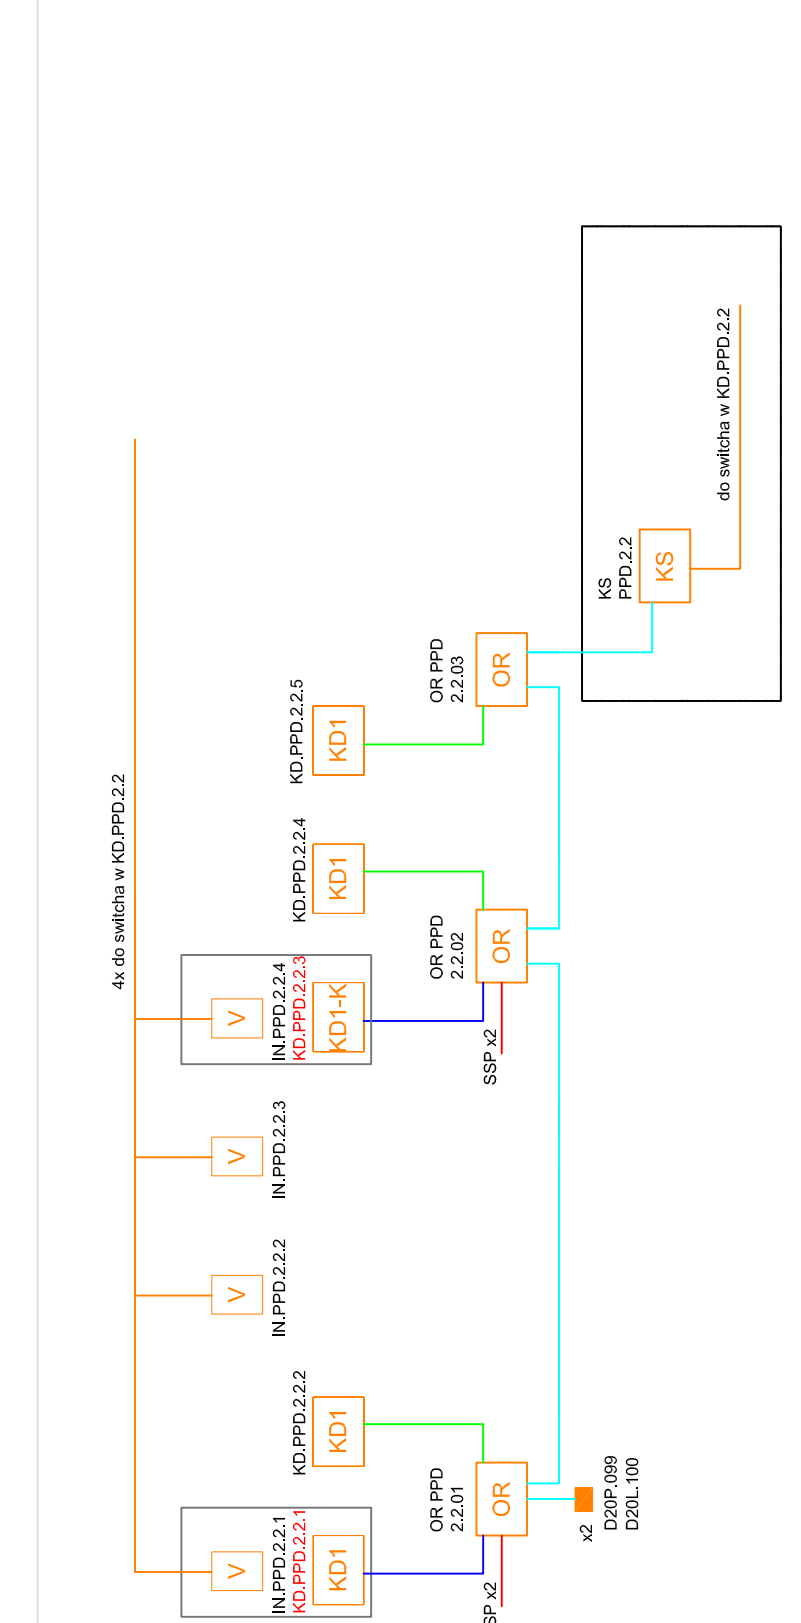 4x do switcha w KD.PPD.2.2
V
IN.PPD.2.2.1
KD.PPD.2.2.1
KD1
KD.PPD.2.2.2
KD1
V
IN.PPD.2.2.2
V
IN.PPD.2.2.3
V
IN.PPD.2.2.4
KD.PPD.2.2.3
KD1-K
KD.PPD.2.2.4
KD1
KD.PPD.2.2.5
KD1
OR PPD
2.2.01
OR
SP x2
OR PPD
2.2.02
OR
SSP x2
OR PPD
2.2.03
OR
x2
D20P.099
D20L.100
KS
PPD.2.2
KS
do switcha w KD.PPD.2.2